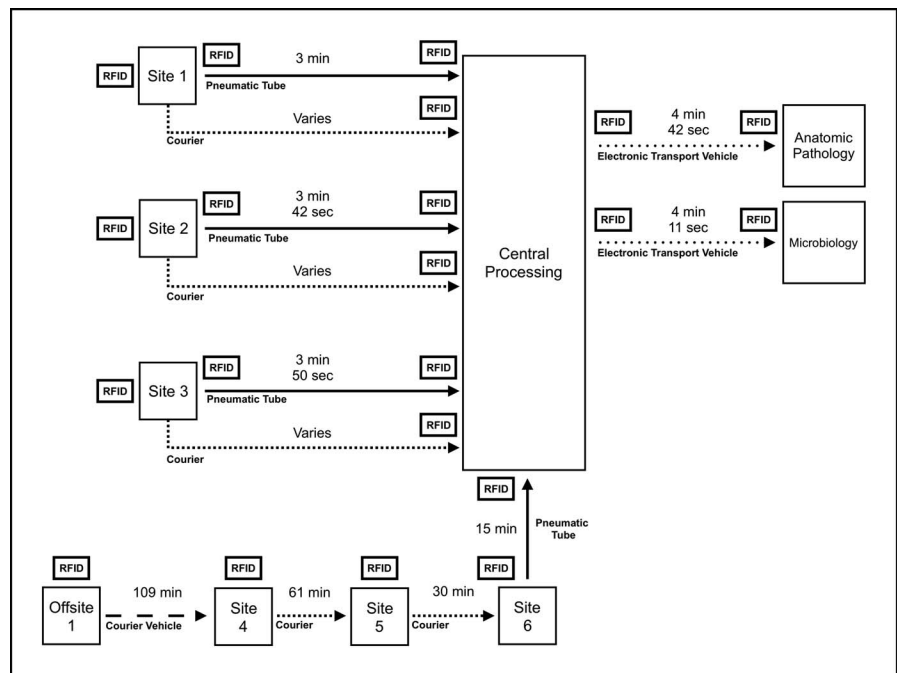 RFID
3 min
RFID
RFID
Site 1
Pneumatic Tube
RFID
Varies
Courier
RFID
3 min
42 sec
RFID
RFID
Site 2
Pneumatic Tube
RFID
Varies
Courier
RFID
3 min
50 sec
RFID
RFID
Site 3
Pneumatic Tube
RFID
Varies
Courier
Central
Processing
RFID
4 min
42 sec
RFID
Electronic Transport Vehicle
Anatomic
Pathology
RFID
4 min
11 sec
RFID
Electronic Transport Vehicle
Microbiology
RFID
15 min
Pneumatic
Tube
RFID
Offsite
1
109 min
Courier Vehicle
RFID
Site
4
61 min
Courier
RFID
Site
5
30 min
Courier
RFID
Site
6